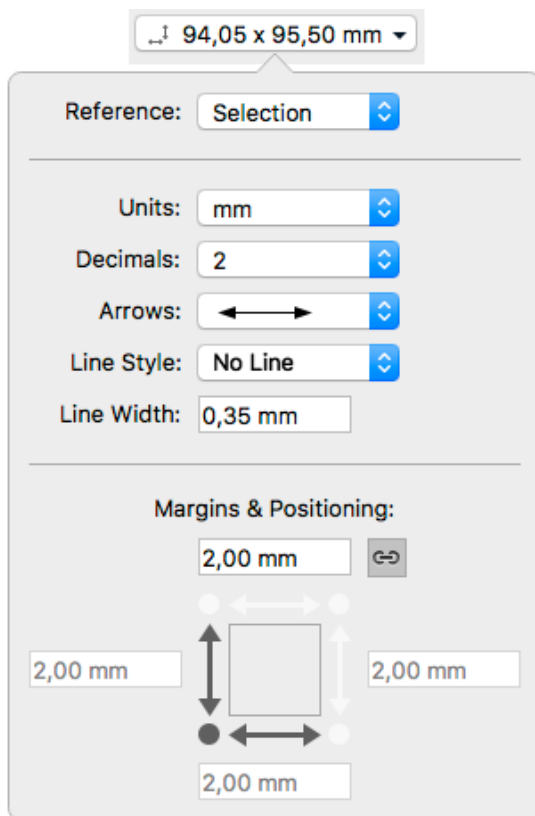 94,05 x 95,50 mm
Reference: Selection
Units: mm
Decimals: 2
Arrows:
Line Style: No Line
Line Width: 0,35 mm
Margins & Positioning:
2,00 mm
2,00 mm 2,00 mm
2,00 mm